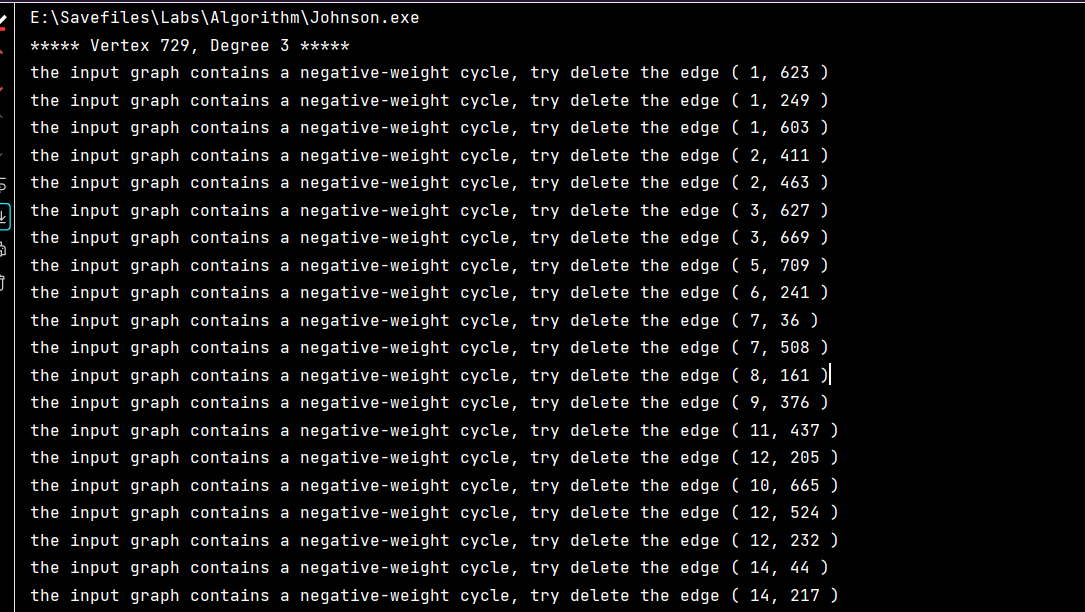 E:\Savefiles\Labs\Algorithm\Johnson.exe
***** Vertex 729, Degree 3 *****
the input graph contains a negative-weight cycle, try delete the edge ( 1, 623 )
the input graph contains a negative-weight cycle, try delete the edge ( 1, 249 )
the input graph contains a negative-weight cycle, try delete the edge ( 1, 603 )
the input graph contains a negative-weight cycle, try delete the edge ( 2, 411 )
the input graph contains a negative-weight cycle, try delete the edge ( 2, 463 )
the input graph contains a negative-weight cycle, try delete the edge ( 3, 627 )
the input graph contains a negative-weight cycle, try delete the edge ( 3, 669 )
the input graph contains a negative-weight cycle, try delete the edge ( 5, 709 )
the input graph contains a negative-weight cycle, try delete the edge ( 6, 241 )
the input graph contains a negative-weight cycle, try delete the edge ( 7, 36 )
the input graph contains a negative-weight cycle, try delete the edge ( 7, 508 )
the input graph contains a negative-weight cycle, try delete the edge ( 8, 161 )
the input graph contains a negative-weight cycle, try delete the edge ( 9, 376 )
the input graph contains a negative-weight cycle, try delete the edge ( 11, 437 )
the input graph contains a negative-weight cycle, try delete the edge ( 12, 205 )
the input graph contains a negative-weight cycle, try delete the edge ( 10, 665 )
the input graph contains a negative-weight cycle, try delete the edge ( 12, 524 )
the input graph contains a negative-weight cycle, try delete the edge ( 12, 232 )
the input graph contains a negative-weight cycle, try delete the edge ( 14, 44 )
the input graph contains a negative-weight cycle, try delete the edge ( 14, 217 )